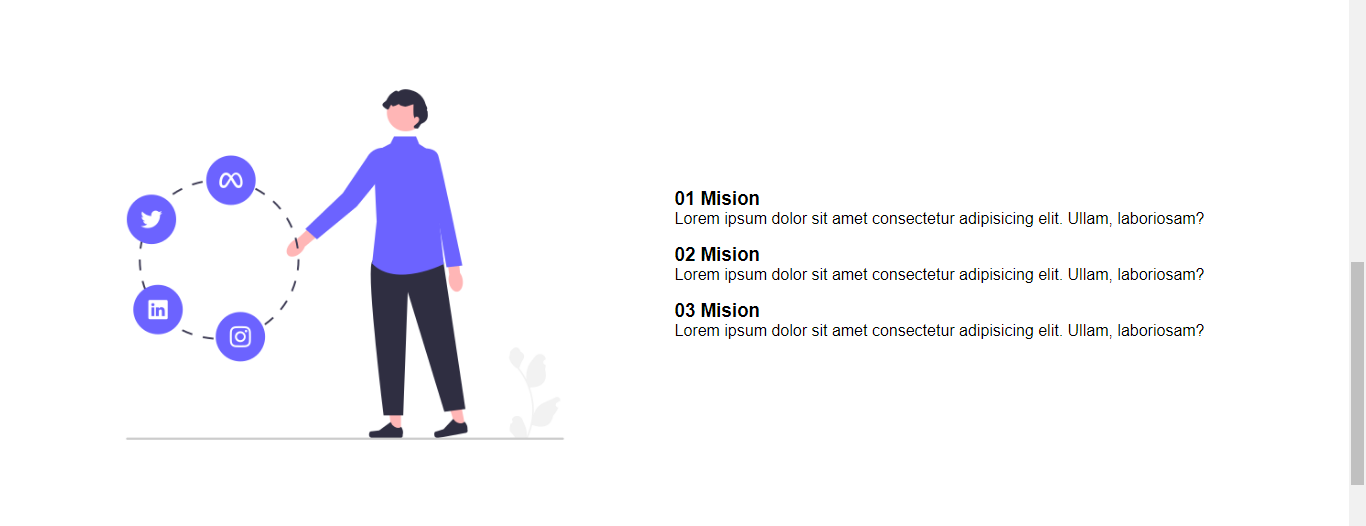 01 Mision
Lorem ipsum dolor sit amet consectetur adipisicing elit. Ullam, laboriosam?
02 Mision
Lorem ipsum dolor sit amet consectetur adipisicing elit. Ullam, laboriosam?
03 Mision
Lorem ipsum dolor sit amet consectetur adipisicing elit. Ullam, laboriosam?
in